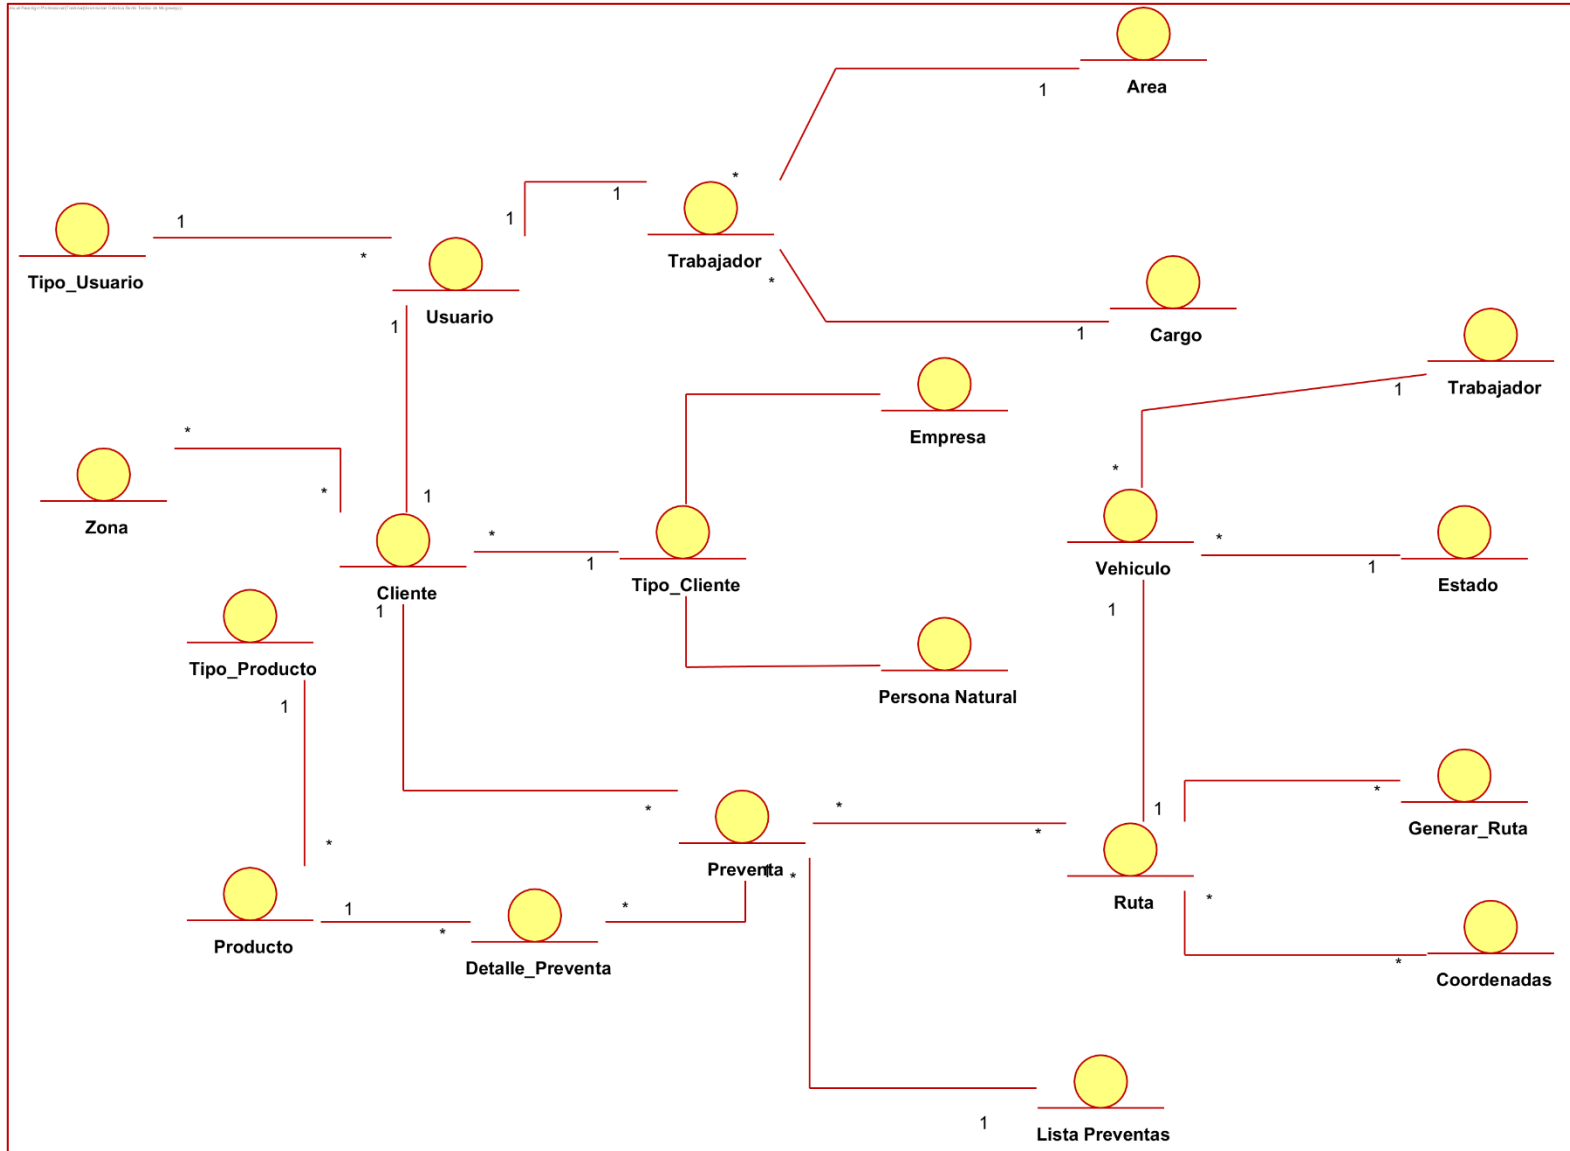 Area
1
*
1
1
1
*
Tipo_Usuario
Usuario
Trabajador
*
1
Cargo
1
Trabajador
1
Empresa
*
*
Zona
*
1
Cliente
*
1
Tipo_Cliente
*
Vehiculo
*
1
Estado
1
1
Tipo_Producto
1
Persona Natural
*
*
*
*
1
*
Generar_Ruta
Preventa
1
*
Ruta
*
*
Producto
1
*
*
Detalle_Preventa
*
Coordenadas
1
Lista Preventas